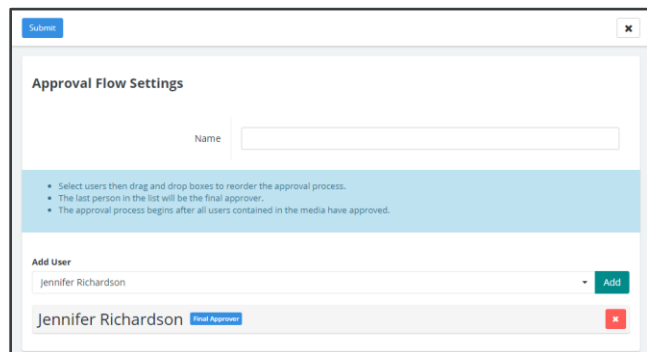 Submit
Approval Flow Settings
Name
Select users then drag and drop boxes to reorder the approval process.
The last person in the list will be the final approver.
The approval process begins after all users contained in the media have approved.
Add User
Jennifer Richardson
Add
Jennifer Richardson Final Approver